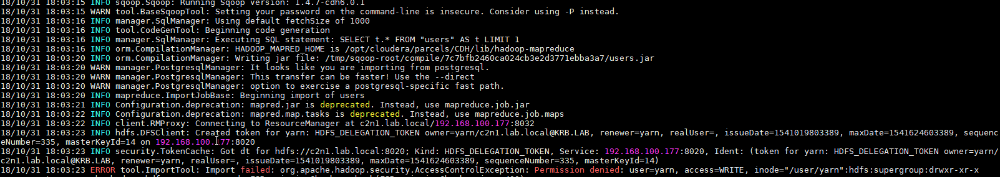 18/10/31 18:03:15 INFO sqoop.Sqoop: Running Sqoop version: 1.4.7-cdh6.0.1
18/10/31 18:03:15 WARN tool.BaseSqoopTool: Setting your password on the command-line is insecure. Consider using -P instead.
18/10/31 18:03:16 INFO manager.SqlManager: Using default fetchSize of 1000
18/10/31 18:03:16 INFO tool.CodeGenTool: Beginning code generation
18/10/31 18:03:16 INFO manager.SqlManager: Executing SQL statement: SELECT t.* FROM "users" AS t LIMIT 1
18/10/31 18:03:16 INFO orm.CompilationManager: HADOOP_MAPRED_HOME is /opt/cloudera/parcels/CDH/lib/hadoop-mapreduce
18/10/31 18:03:20 INFO orm.CompilationManager: Writing jar file: /tmp/sqoop-root/compile/7c7bfb2460ca024cb3e2d3771ebba3a7/users.jar
18/10/31 18:03:20 WARN manager.PostgresqlManager: It looks like you are importing from postgresql.
18/10/31 18:03:20 WARN manager.PostgresqlManager: This transfer can be faster! Use the --direct
18/10/31 18:03:20 WARN manager.PostgresqlManager: option to exercise a postgresql-specific fast path.
18/10/31 18:03:20 INFO mapreduce.ImportJobBase: Beginning import of users
18/10/31 18:03:21 INFO Configuration.deprecation: mapred.jar is deprecated. Instead, use mapreduce.job.jar
18/10/31 18:03:22 INFO Configuration.deprecation: mapred.map.tasks is deprecated. Instead, use mapreduce.job.maps
18/10/31 18:03:22 INFO client.RMProxy: Connecting to ResourceManager at c2n1.lab.local/192.168.100.177:8032
18/10/31 18:03:23 INFO hdfs.DFSClient: Created token for yarn: HDFS_DELEGATION_TOKEN owner=yarn/c2n1.lab.local@KRB.LAB, renewer=yarn, realUser=, issueDate=1541019803389, maxDate=1541624603389, sequenc
eNumber=335, masterKeyId=14 on 192.168.100.177:8020
18/10/31 18:03:23 INFO security.TokenCache: Got dt for hdfs://c2n1.lab.local:8020; Kind: HDFS_DELEGATION_TOKEN, Service: 192.168.100.177:8020, Ident: (token for yarn: HDFS_DELEGATION_TOKEN owner=yarn/
c2n1.lab.local@KRB.LAB, renewer=yarn, realUser=, issueDate=1541019803389, maxDate=1541624603389, sequenceNumber=335, masterKeyId=14)
18/10/31 18:03:23 ERROR tool.ImportTool: Import failed: org.apache.hadoop.security.AccessControlException: Permission denied: user=yarn, access=WRITE, inode="/user/yarn":hdfs:supergroup:drwxr-xr-x